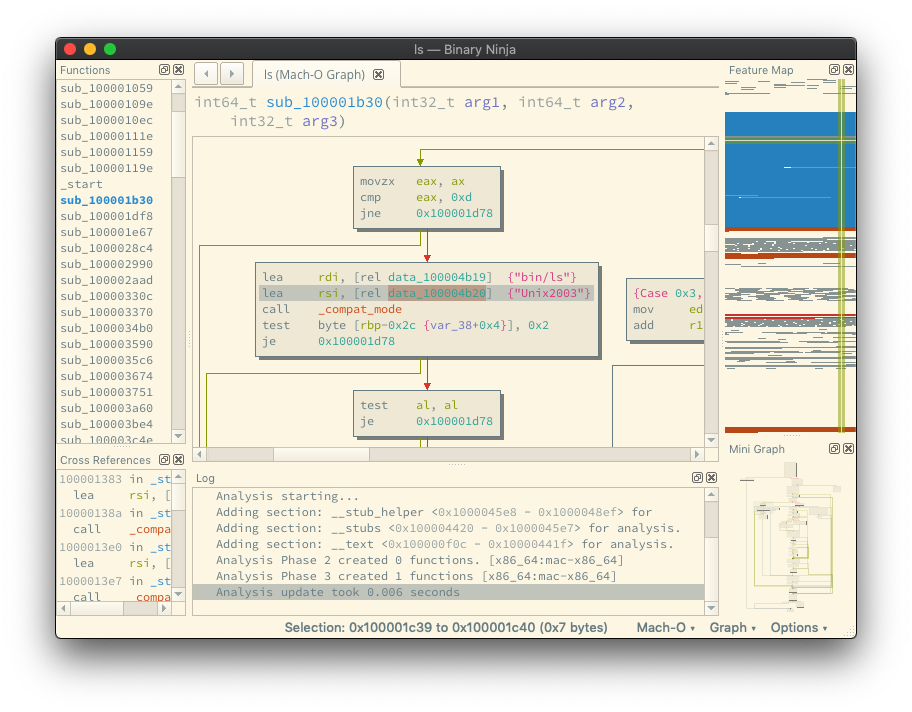 ls — Binary Ninja
Functions
sub_100001059
sub_10000109e
sub_1000010ec
sub_10000111e
sub_100001159
sub_10000119e
_start
sub_100001b30
sub_100001df8
sub_100001e67
sub_1000028c4
sub_100002990
sub_100002aad
sub_10000330c
sub_100003370
sub_1000034b0
sub_100003590
sub_1000035c6
sub_100003674
sub_100003751
sub_100003a60
sub_100003be4
sub_100003c4e
Cross References
100001383 in _st
lea rsi, [
10000138a in _st
call _compa
1000013e0 in _st
lea rsi, [
1000013e7 in _st
call _compa
ls (Mach-O Graph)
int64_t sub_100001b30(int32_t arg1, int64_t arg2,
int32_t arg3)
movzx eax, ax
cmp eax, 0xd
jne 0x100001d78
lea rdi, [rel data_100004b19] {"bin/ls"}
lea rsi, [rel data_100004b20] {"Unix2003"}
call _compat_mode
test byte [rbp-0x2c {var_38+0x4}], 0x2
je 0x100001d78
{Case 0x3,
mov ed
add r1
test al, al
je 0x100001d78
Log
Analysis starting...
Adding section: __stub_helper <0x1000045e8 - 0x1000048ef> for
Adding section: __stubs <0x100004420 - 0x1000045e7> for analysis.
Adding section: __text <0x100000f0c - 0x10000441f> for analysis.
Analysis Phase 2 created 0 functions. [x86_64:mac-x86_64]
Analysis Phase 3 created 1 functions [x86_64:mac-x86_64]
Analysis update took 0.006 seconds
Feature Map
Mini Graph
Selection: 0x100001c39 to 0x100001c40 (0x7 bytes) Mach-O Graph Options